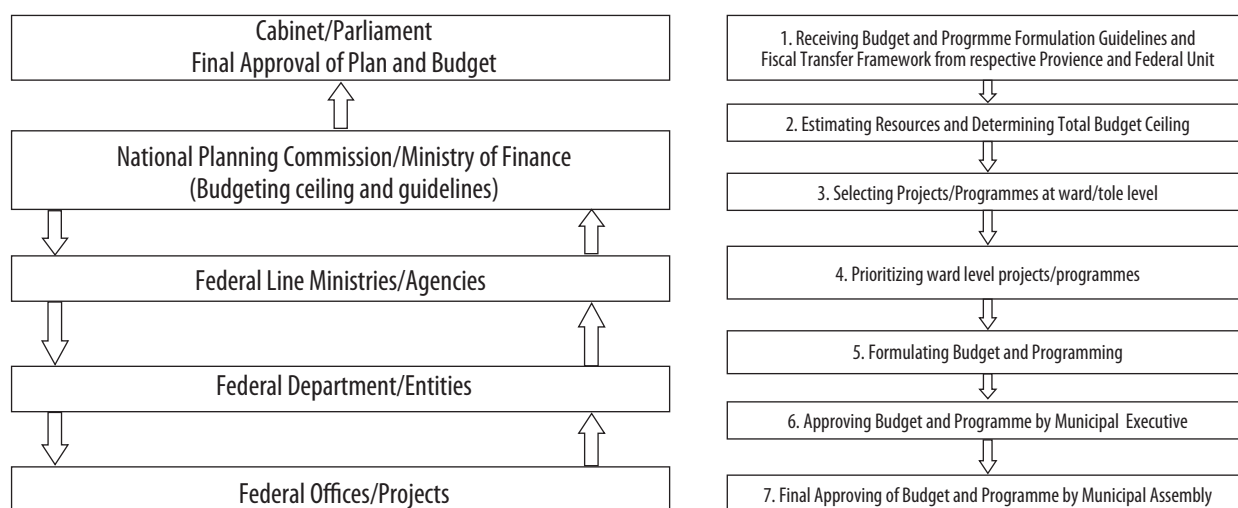 Cabinet/Parliament
Final Approval of Plan and Budget
National Planning Commission/Ministry of Finance
(Budgeting ceiling and guidelines)
Federal Line Ministries/Agencies
Federal Department/Entities
Federal Offices/Projects
1. Receiving Budget and Progrmme Formulation Guidelines and
Fiscal Transfer Framework from respective Provience and Federal Unit
2. Estimating Resources and Determining Total Budget Ceiling
3. Selecting Projects/Programmes at ward/tole level
4. Prioritizing ward level projects/programmes
5. Formulating Budget and Programming
6. Approving Budget and Programme by Municipal Executive
7. Final Approving of Budget and Programme by Municipal Assembly